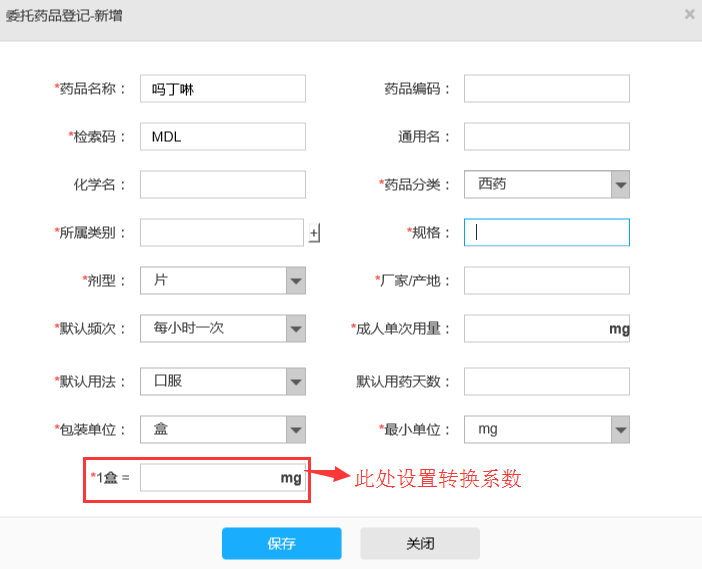 委托药品登记-新增
*药品名称： 吗丁啉 药品编码：
*检索码： MDL 通用名：
化学名： *药品分类： 西药
*所属类别： + *规格：
*剂型： 片 *厂家/产地：
*默认频次： 每小时一次 *成人单次用量： mg
*默认用法： 口服 默认用药天数：
*包装单位： 盒 *最小单位： mg
*1盒 = mg 此处设置转换系数
保存 关闭